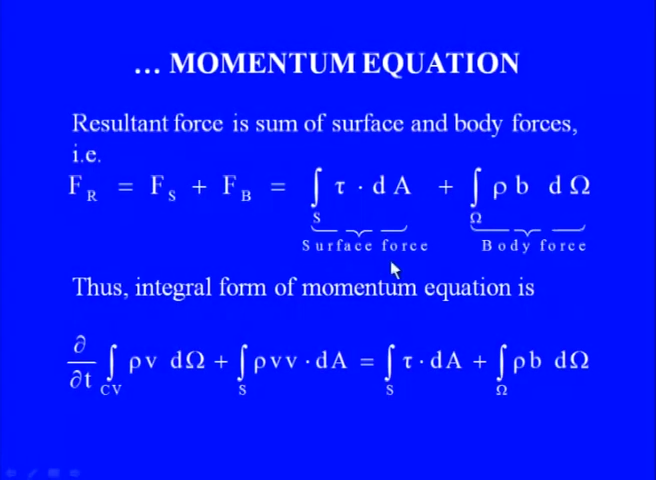 ... MOMENTUM EQUATION
Resultant force is sum of surface and body forces,
i.e.
F_R = F_S + F_B = ∫_S τ · dA + ∫_Ω ρb dΩ
Surface force Body force
Thus, integral form of momentum equation is
∂/∂t ∫_CV ρv dΩ + ∫_S ρvv · dA = ∫_S τ · dA + ∫_Ω ρb dΩ